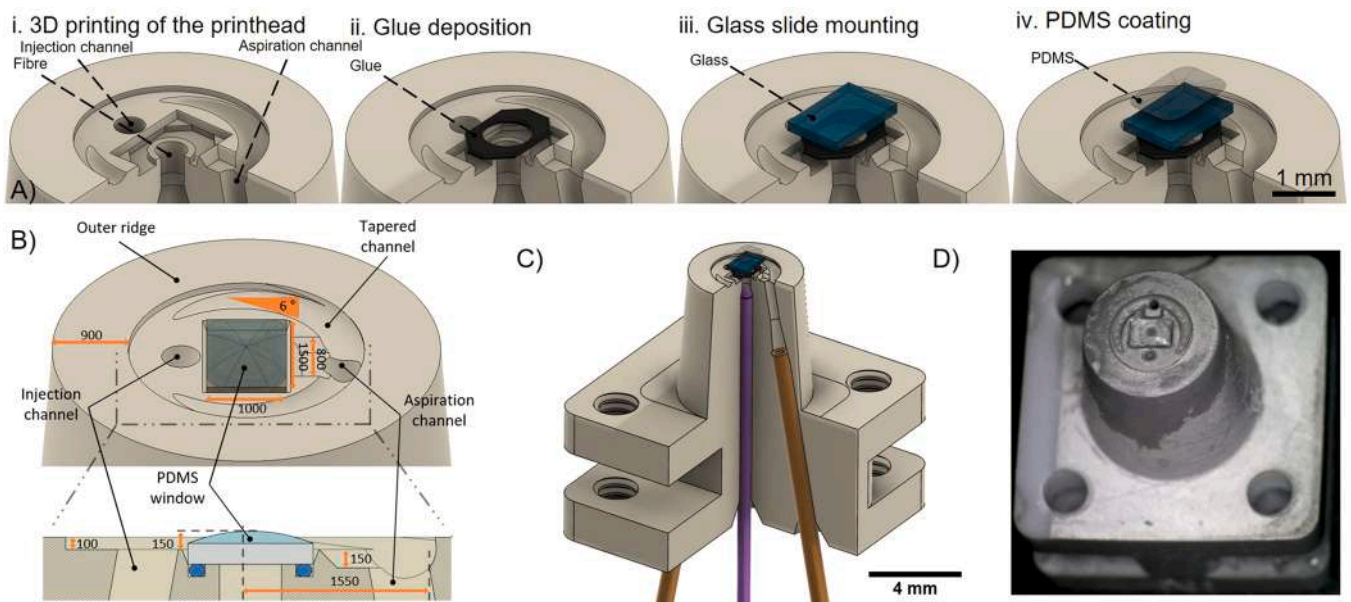 i. 3D printing of the printhead
Injection channel
Aspiration channel
Fibre
ii. Glue deposition
Glue
iii. Glass slide mounting
Glass
iv. PDMS coating
PDMS
1 mm
A)
B)
Outer ridge
Tapered
channel
6 °
900
1500
800
1000
Injection
channel
Aspiration
channel
PDMS
window
100
150
150
1550
C)
4 mm
D)